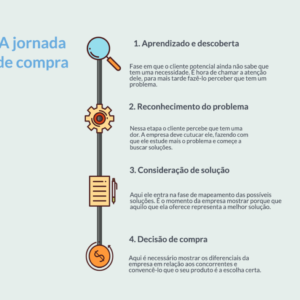 A jornada
de compra
1. Aprendizado e descoberta
Fase em que o cliente potencial ainda não sabe que
tem uma necessidade. É hora de chamar a atenção
dele, para mais tarde fazê-lo perceber que tem um
problema.
2. Reconhecimento do problema
Nessa etapa o cliente percebe que tem uma
dor. A empresa deve cutucar ele, fazendo com
que ele estude mais o problema e começe a
buscar soluções.
3. Consideração de solução
Aqui ele entra na fase de mapeamento das possíveis
soluções. É o momento da empresa mostrar porque que
aquilo que ela oferece representa a melhor solução.
4. Decisão de compra
Aqui é necessário mostrar os diferenciais da
empresa em relação aos concorrentes e
convencê-lo que o seu produto é a escolha certa.